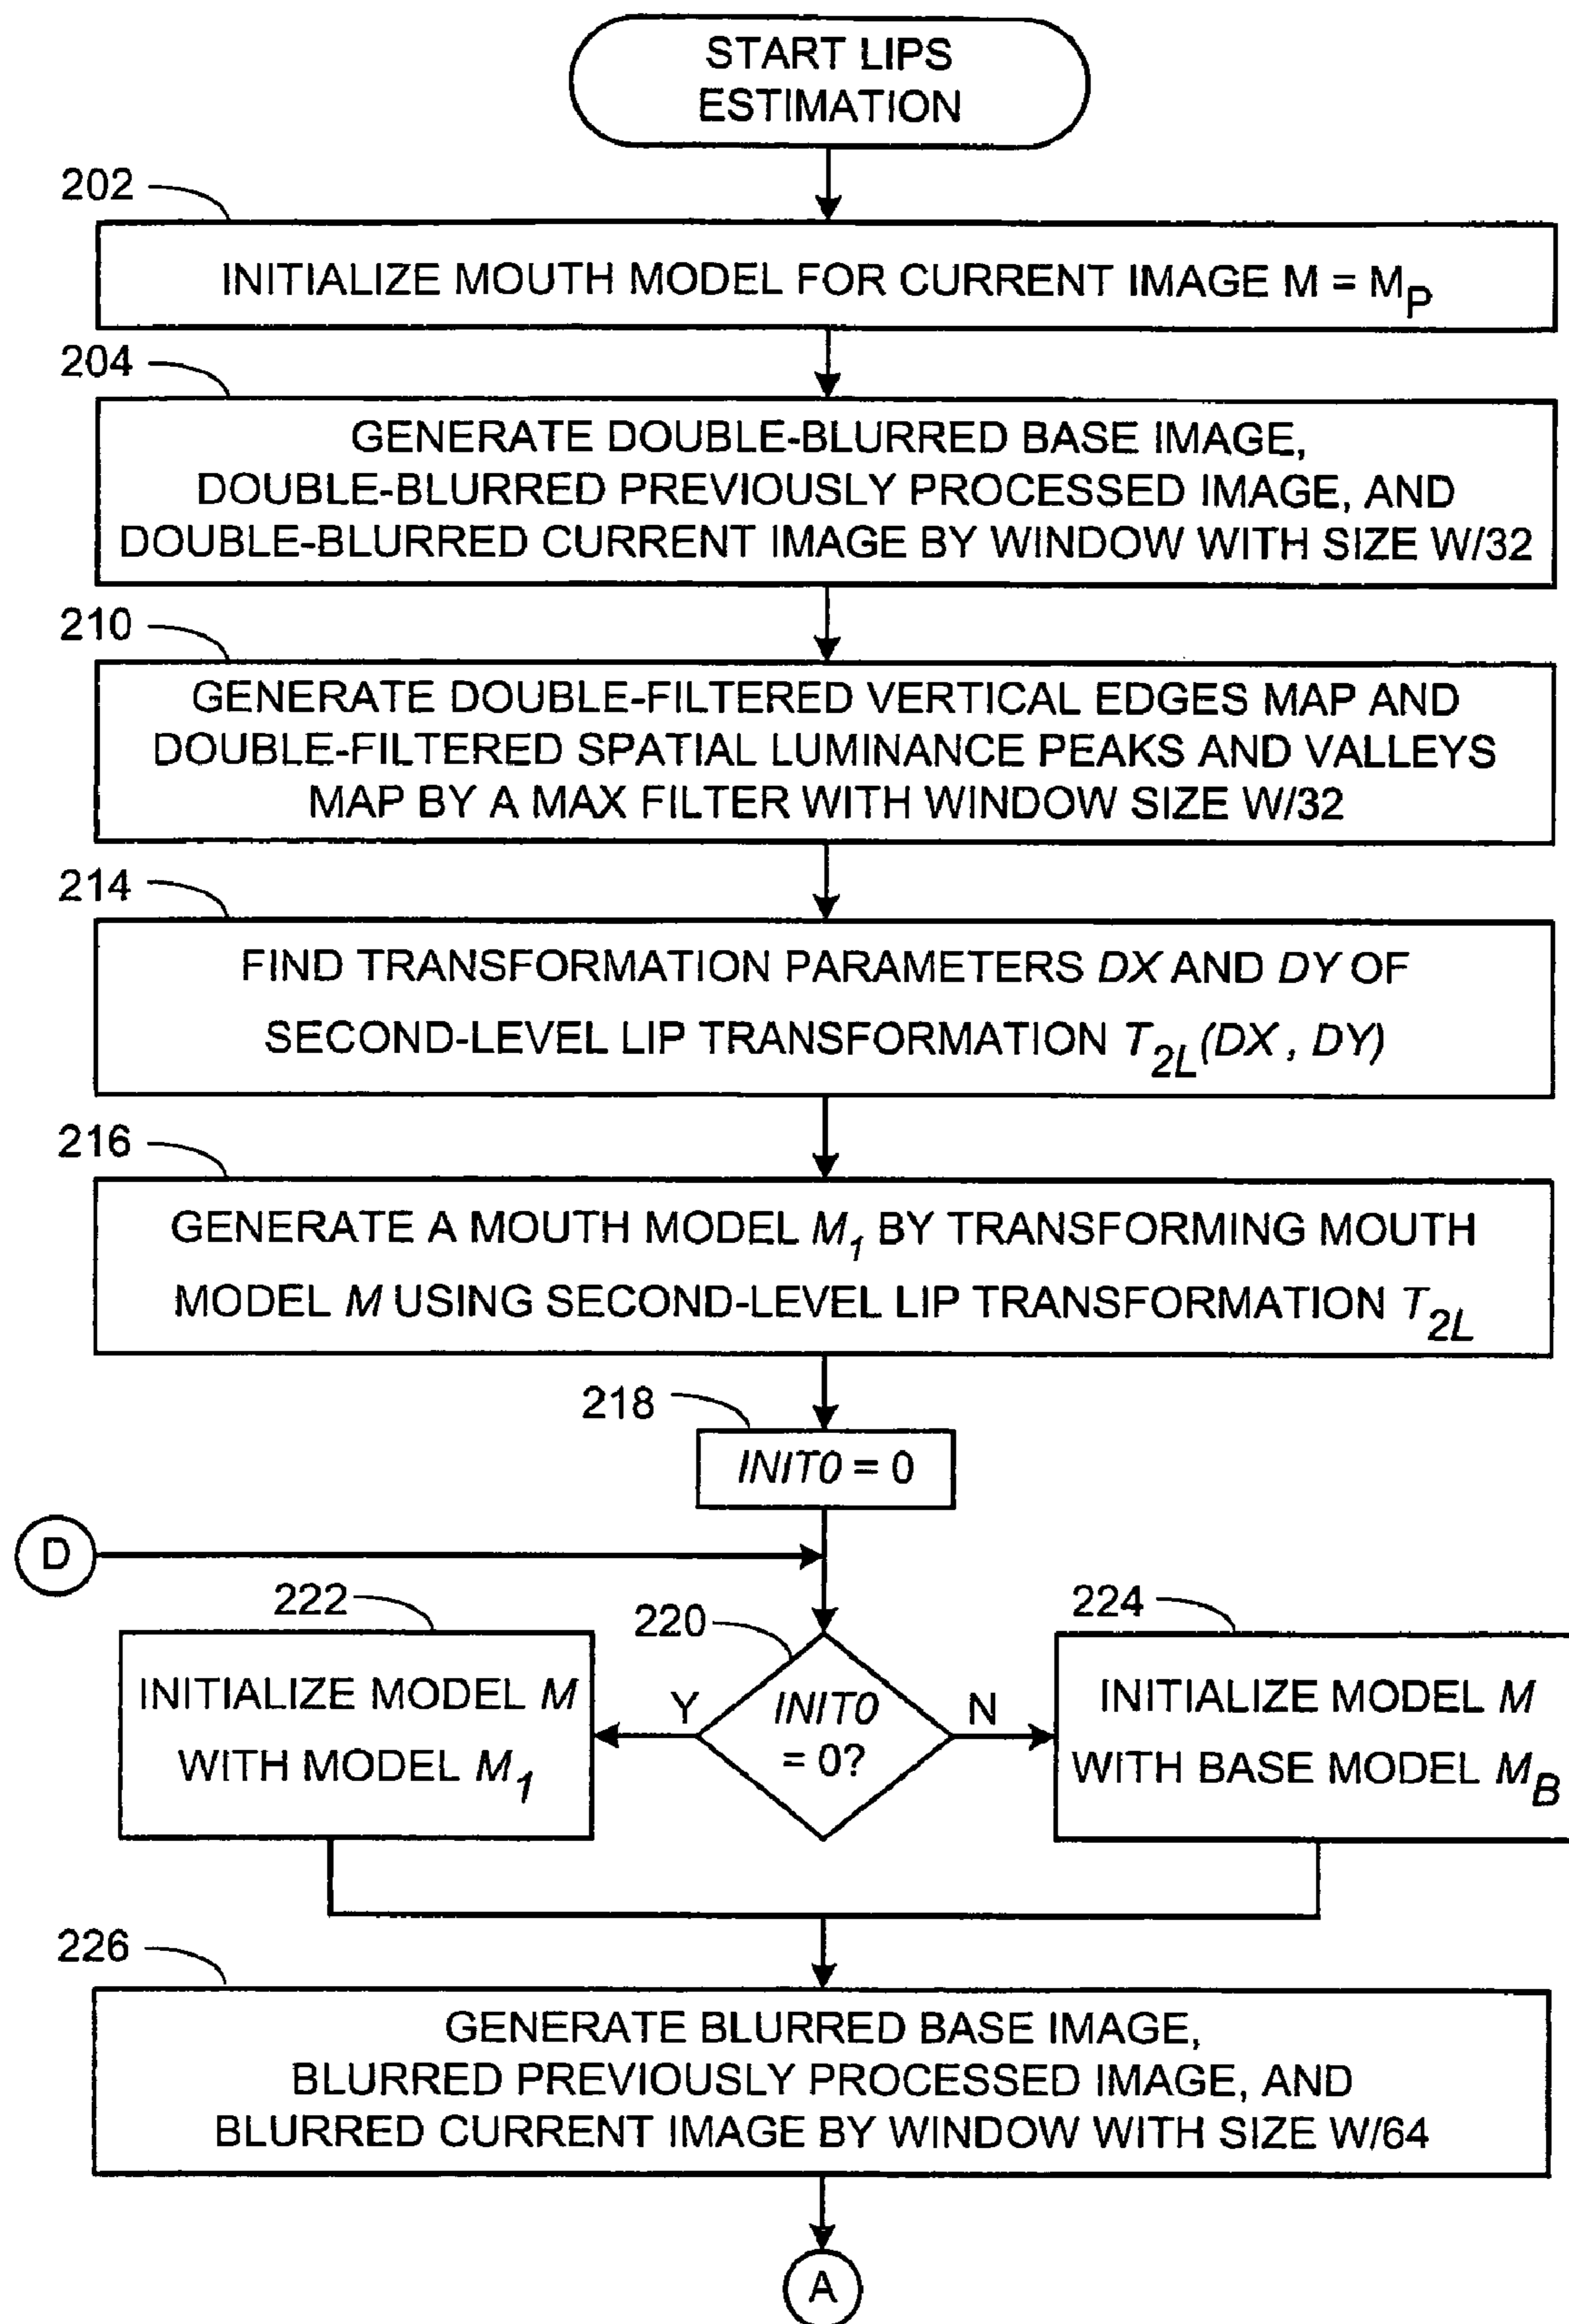 START LIPS
ESTIMATION
202
INITIALIZE MOUTH MODEL FOR CURRENT IMAGE M = M_P
204
GENERATE DOUBLE-BLURRED BASE IMAGE,
DOUBLE-BLURRED PREVIOUSLY PROCESSED IMAGE, AND
DOUBLE-BLURRED CURRENT IMAGE BY WINDOW WITH SIZE W/32
210
GENERATE DOUBLE-FILTERED VERTICAL EDGES MAP AND
DOUBLE-FILTERED SPATIAL LUMINANCE PEAKS AND VALLEYS
MAP BY A MAX FILTER WITH WINDOW SIZE W/32
214
FIND TRANSFORMATION PARAMETERS DX AND DY OF
SECOND-LEVEL LIP TRANSFORMATION T_2L(DX, DY)
216
GENERATE A MOUTH MODEL M_1 BY TRANSFORMING MOUTH
MODEL M USING SECOND-LEVEL LIP TRANSFORMATION T_2L
218
INIT0 = 0
D
222
220
224
INITIALIZE MODEL M
WITH MODEL M_1
Y
INIT0
= 0?
N
INITIALIZE MODEL M
WITH BASE MODEL M_B
226
GENERATE BLURRED BASE IMAGE,
BLURRED PREVIOUSLY PROCESSED IMAGE, AND
BLURRED CURRENT IMAGE BY WINDOW WITH SIZE W/64
A